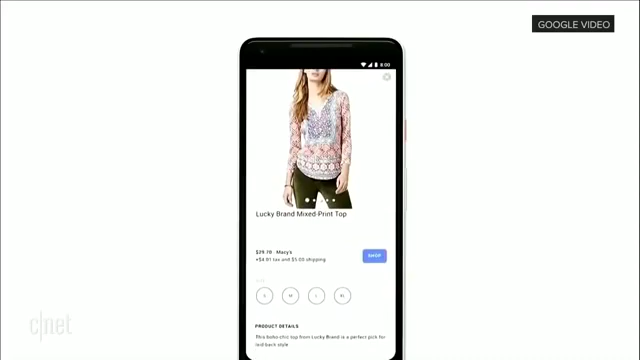 GOOGLE VIDEO
8:00
Lucky Brand Mixed-Print Top
$29.70 Macy's
SHOP
+$4.01 tax and $5.00 shipping
S M L XL
PRODUCT DETAILS
This boho chic top from Lucky Brand is a perfect pick for
laid-back style
c|net